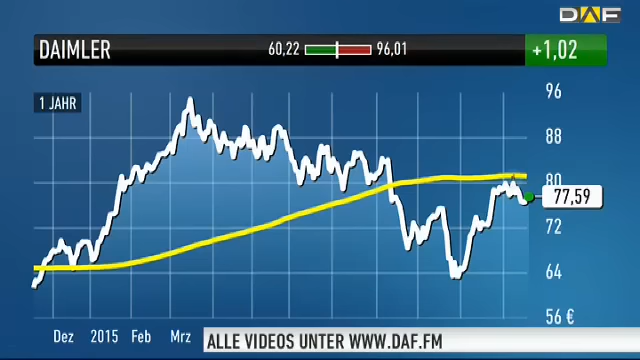 DAF
DAIMLER 60,22 96,01 +1,02
1 JAHR
96
88
80
77,59
72
64
56 €
Dez 2015 Feb Mrz
ALLE VIDEOS UNTER WWW.DAF.FM